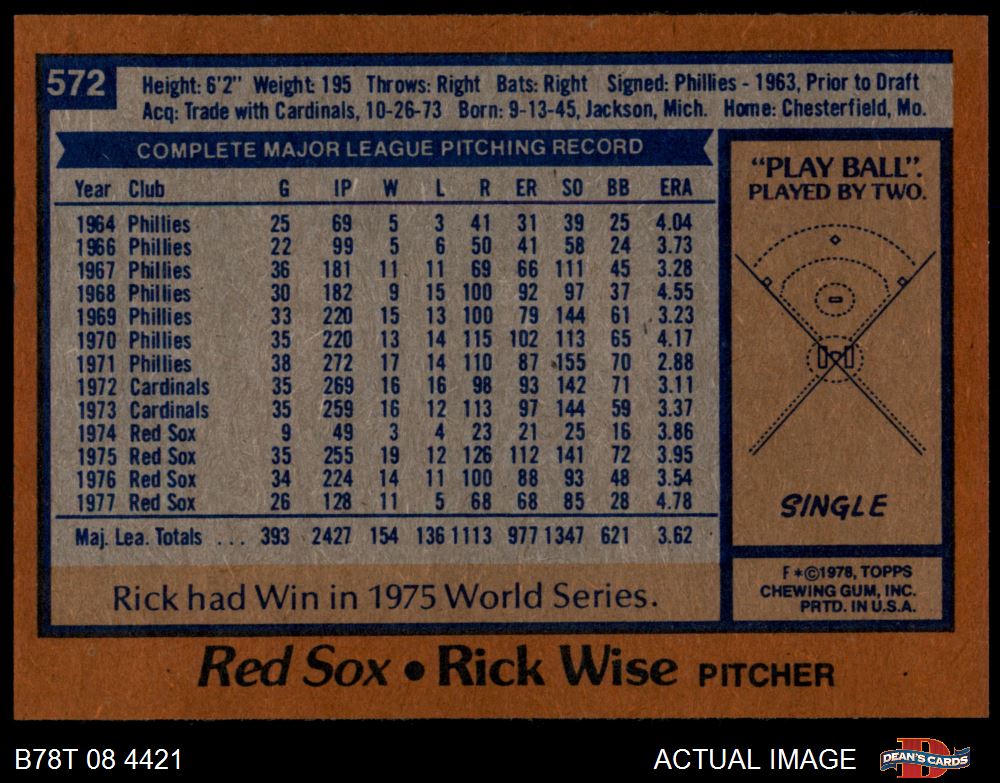 572
Height: 6'2" Weight: 195 Throws: Right Bats: Right Signed: Phillies - 1963, Prior to Draft
Acq: Trade with Cardinals, 10-26-73 Born: 9-13-45, Jackson, Mich. Home: Chesterfield, Mo.
COMPLETE MAJOR LEAGUE PITCHING RECORD
Year Club G IP W L R ER SO BB ERA
1964 Phillies 25 69 5 3 41 31 39 25 4.04
1966 Phillies 22 99 5 6 50 41 58 24 3.73
1967 Phillies 36 181 11 11 69 66 111 45 3.28
1968 Phillies 30 182 9 15 100 92 97 37 4.55
1969 Phillies 33 220 15 13 100 79 144 61 3.23
1970 Phillies 35 220 13 14 115 102 113 65 4.17
1971 Phillies 38 272 17 14 110 87 155 70 2.88
1972 Cardinals 35 269 16 16 98 93 142 71 3.11
1973 Cardinals 35 259 16 12 113 97 144 59 3.37
1974 Red Sox 9 49 3 4 23 21 25 16 3.86
1975 Red Sox 35 255 19 12 126 112 141 72 3.95
1976 Red Sox 34 224 14 11 100 88 93 48 3.54
1977 Red Sox 26 128 11 5 68 68 85 28 4.78
Maj. Lea. Totals ... 393 2427 154 136 1113 977 1347 621 3.62
Rick had Win in 1975 World Series.
"PLAY BALL".
PLAYED BY TWO.
SINGLE
F*©1978, TOPPS
CHEWING GUM, INC.
PRTD. IN U.S.A.
Red Sox • Rick Wise PITCHER
B78T 08 4421
ACTUAL IMAGE
D
DEAN'S CARDS